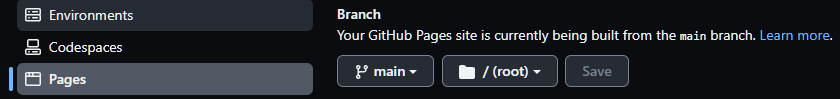 Environments
Codespaces
Pages
Branch
Your GitHub Pages site is currently being built from the main branch. Learn more.
main
/ (root)
Save